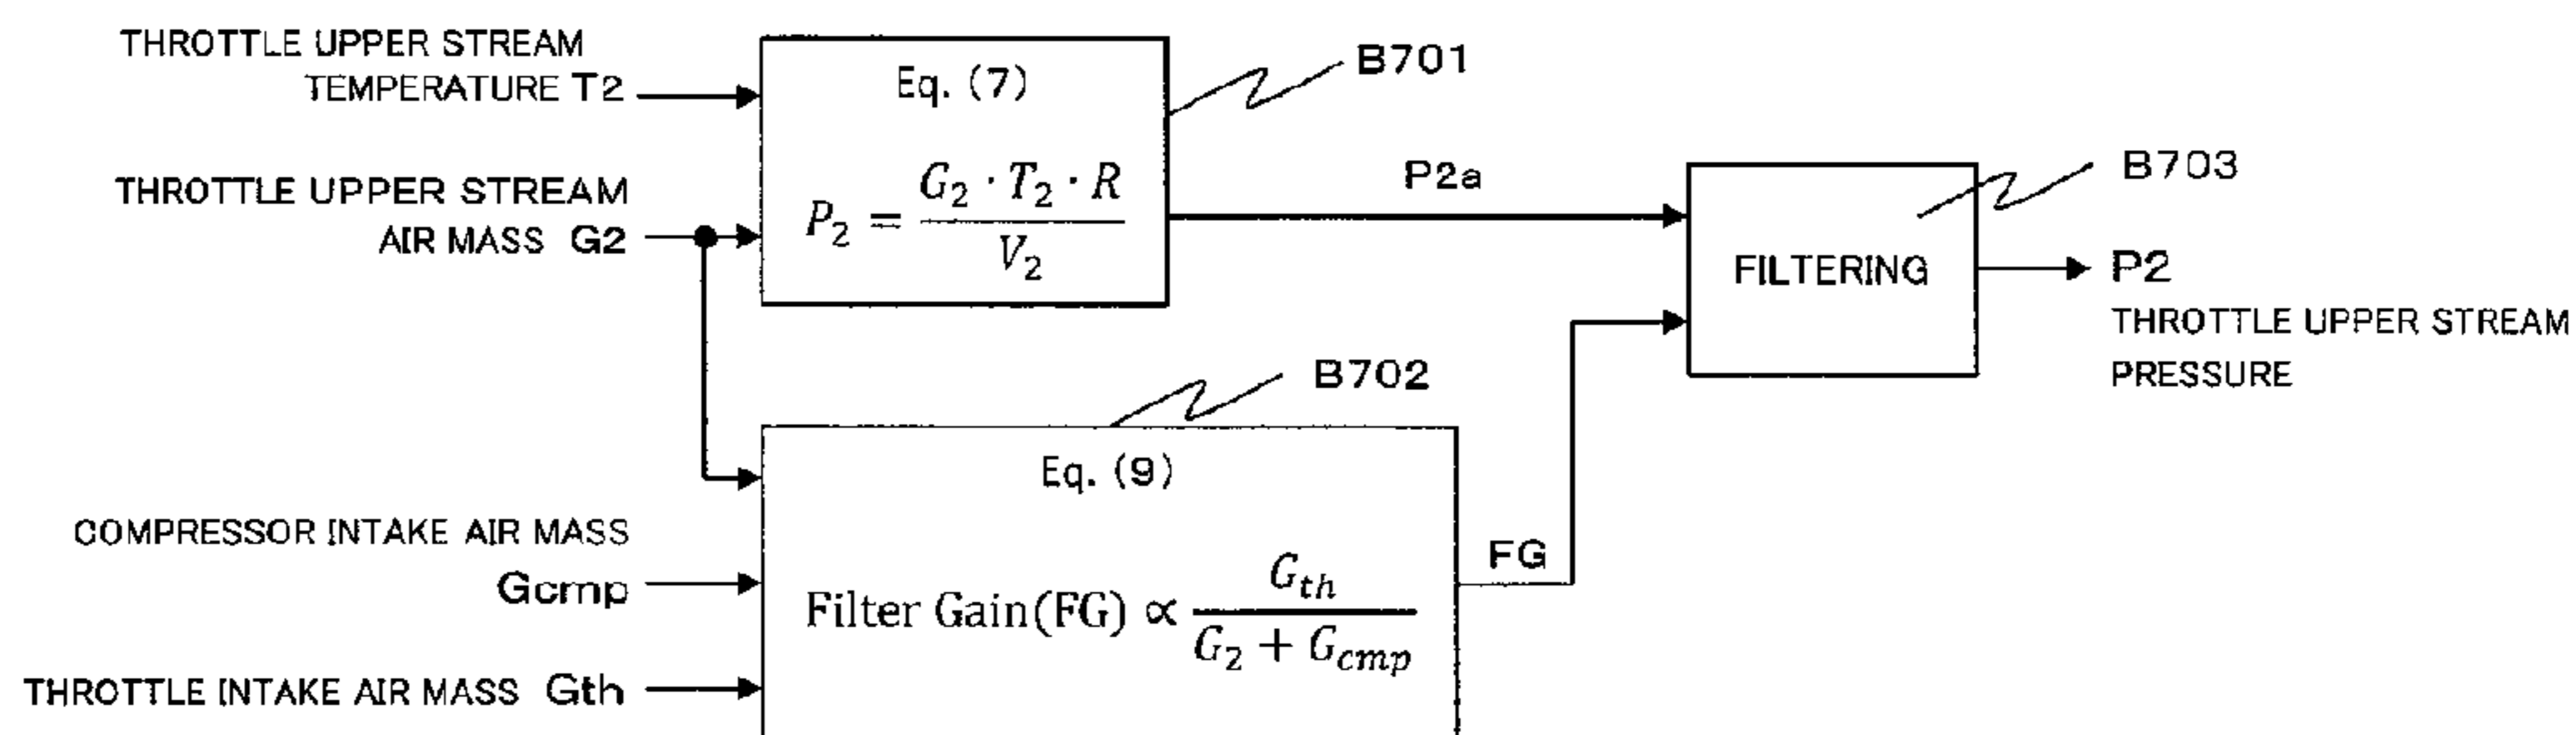 THROTTLE UPPER STREAM
TEMPERATURE T2
THROTTLE UPPER STREAM
AIR MASS G2
Eq. (7)
P₂ = G₂ · T₂ · R / V₂
B701
P2a
B703
FILTERING
P2
THROTTLE UPPER STREAM
PRESSURE
B702
COMPRESSOR INTAKE AIR MASS
Gcmp
THROTTLE INTAKE AIR MASS Gth
Eq. (9)
Filter Gain(FG) ∝ G_th / G₂ + G_cmp
FG